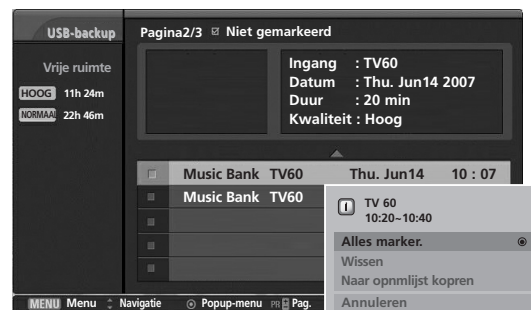 USB-backup
Pagina2/3 Niet gemarkeerd
Vrije ruimte
HOOG 11h 24m
NORMAAL 22h 46m
Ingang : TV60
Datum : Thu. Jun14 2007
Duur : 20 min
Kwaliteit : Hoog
Music Bank TV60 Thu. Jun14 10 : 07
Music Bank TV60
TV 60
10:20~10:40
Alles marker.
Wissen
Naar opnmlijst kopren
Annuleren
MENU Menu Navigatie Popup-menu PR Pag.